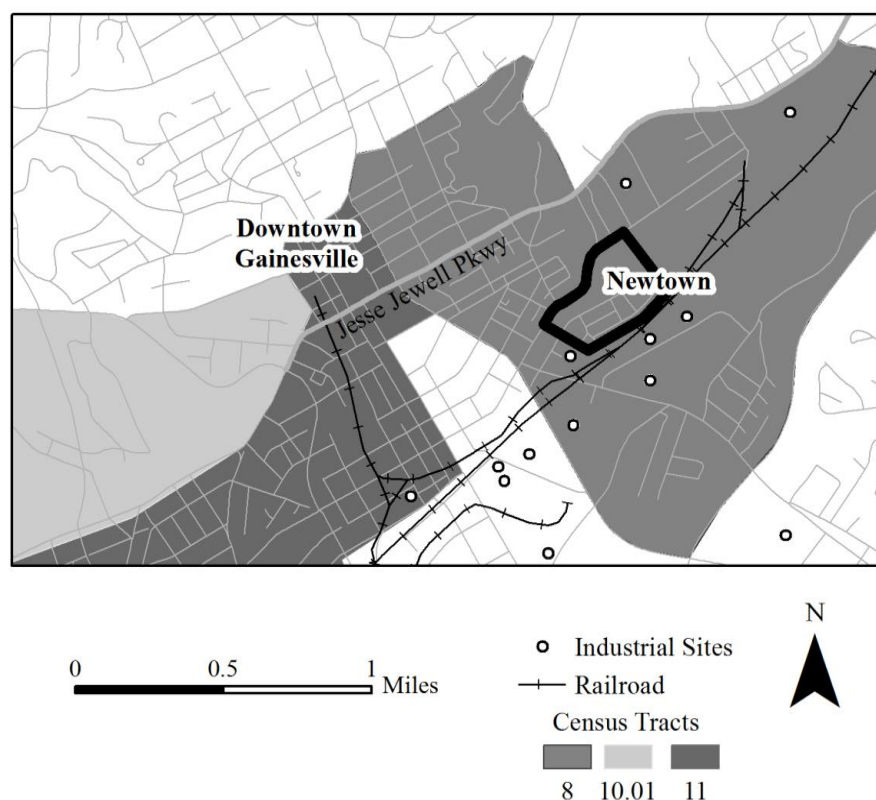 Downtown
Gainesville
Jesse Jewell Pkwy
Newtown
N
0 0.5 1
Miles
Industrial Sites
Railroad
Census Tracts
8 10.01 11